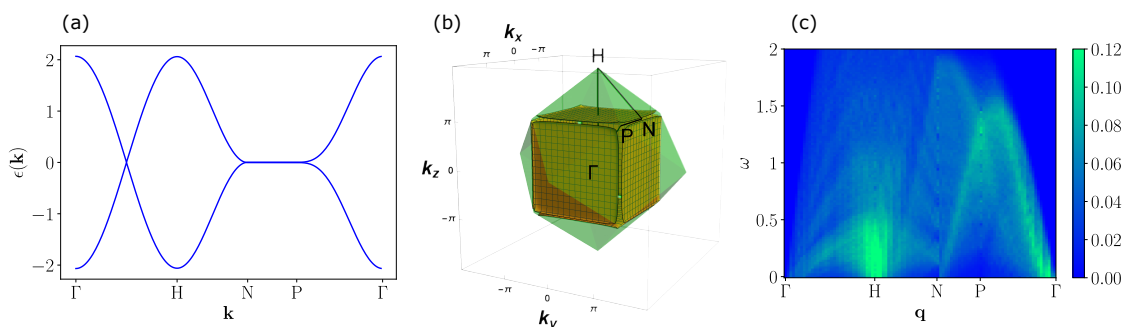 (a)
2
1
0
−1
−2
ϵ(k)
Γ H N P Γ
k
(b)
k_x
π 0 −π
H
π
0
−π
k_z
P N
Γ
−π 0 π
k_y
(c)
2
1.5
1
0.5
0
ω
Γ H N P Γ
q
0.12
0.10
0.08
0.06
0.04
0.02
0.00